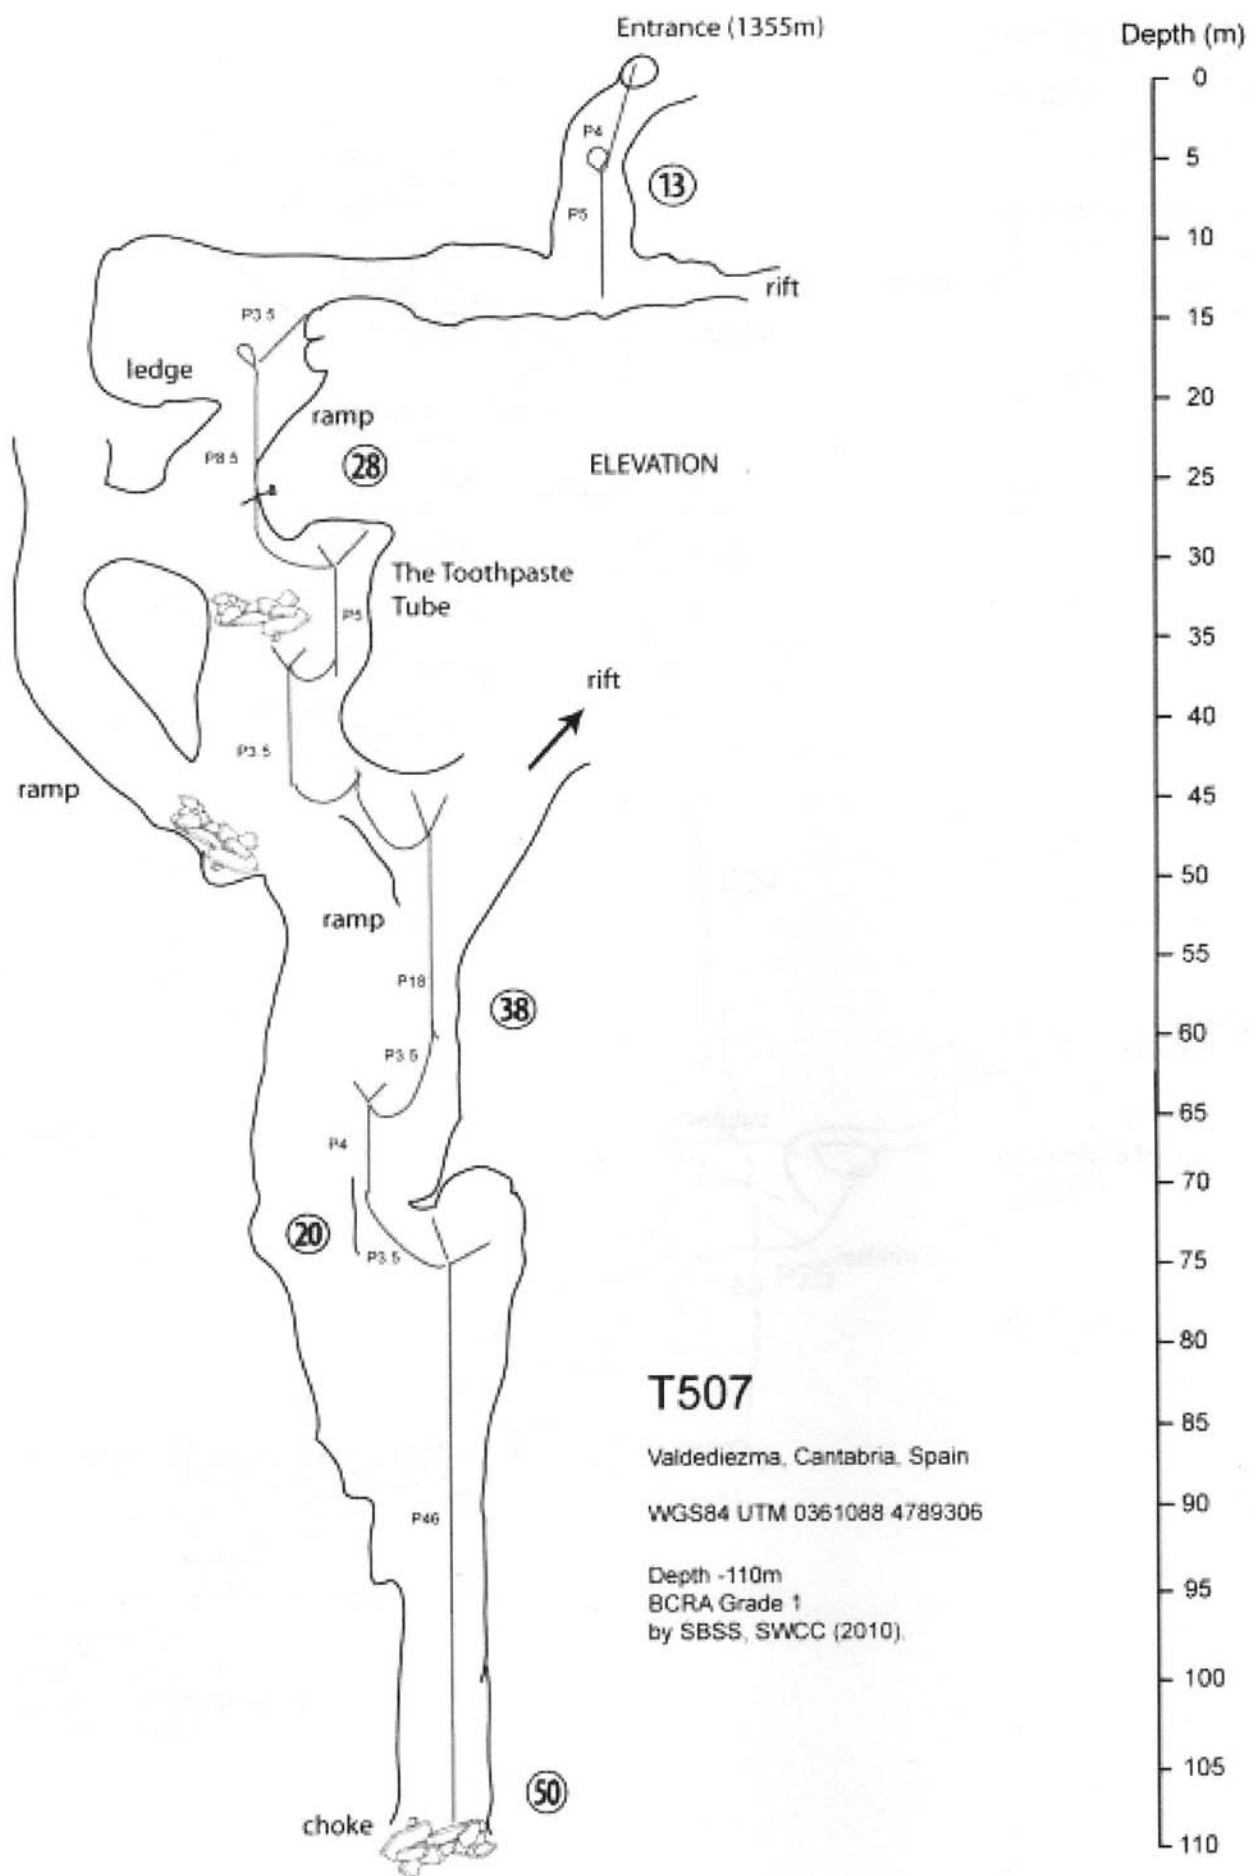 Entrance (1355m)
Depth (m)
0
P4
5
13
P5
10
rift
P3.5
15
ledge
20
ramp
P8.5
28
ELEVATION
25
30
The Toothpaste
Tube
P5
35
rift
40
P3.5
ramp
45
50
ramp
55
P18
38
60
P3.5
65
P4
70
20
P3.5
75
80
T507
85
Valdediezma, Cantabria, Spain
90
P46
WGS84 UTM 0361088 4789306
Depth -110m
95
BCRA Grade 1
by SBSS, SWCC (2010).
100
105
50
choke
110